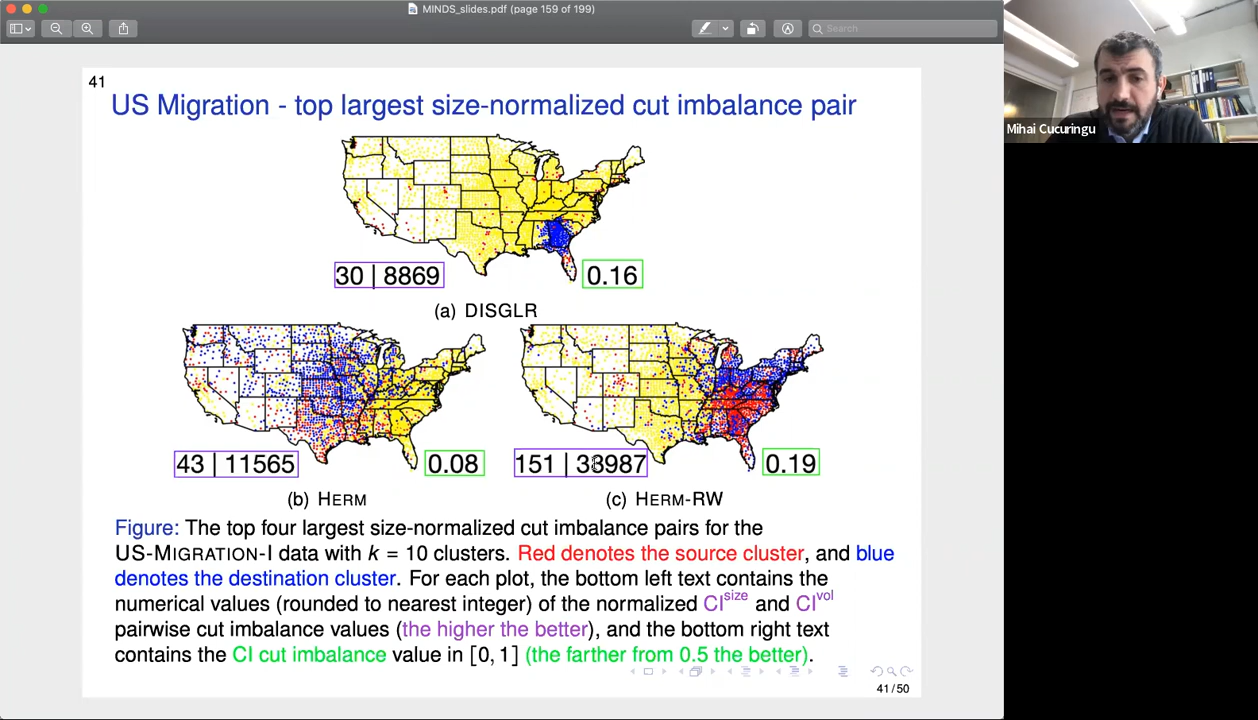 MINDS_slides.pdf (page 159 of 199)
Search
41
US Migration - top largest size-normalized cut imbalance pair
30 | 8869
0.16
(a) DISGLR
43 | 11565
0.08
151 | 33987
0.19
(b) HERM
(c) HERM-RW
Figure: The top four largest size-normalized cut imbalance pairs for the
US-MIGRATION-I data with k = 10 clusters. Red denotes the source cluster, and blue
denotes the destination cluster. For each plot, the bottom left text contains the
numerical values (rounded to nearest integer) of the normalized CI^size and CI^vol
pairwise cut imbalance values (the higher the better), and the bottom right text
contains the CI cut imbalance value in [0, 1] (the farther from 0.5 the better).
41 / 50
Mihai Cucuringu